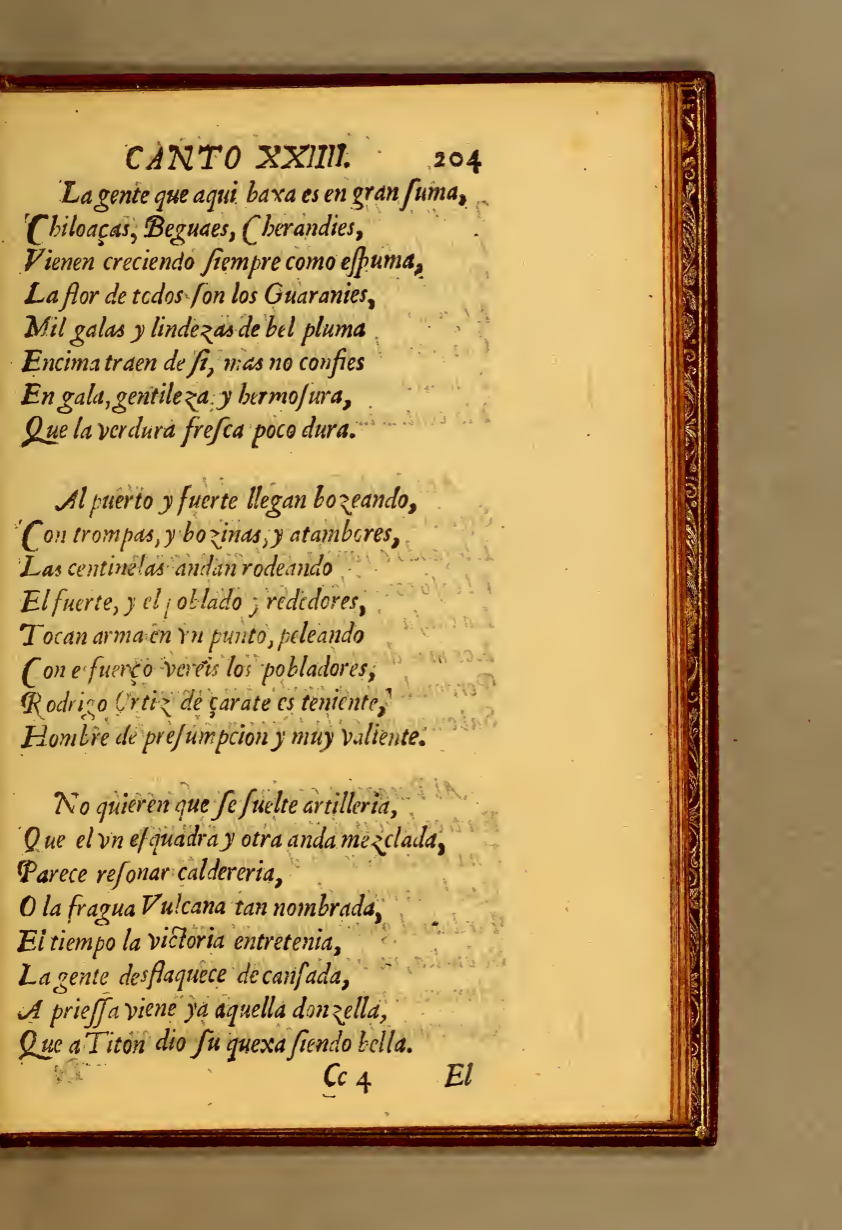 CANTO XXIIII. 204
La gente que aqui baxa es en gran ſuma,
Chiloaças, Beguaes, Cherandies,
Vienen creciendo ſiempre como eſpuma,
La flor de todos ſon los Guaranies,
Mil galas y lindezas de bel pluma
Encima traen de ſi, mas no confies
En gala, gentileza, y hermoſura,
Que la verdura freſca poco dura.
Al puerto y fuerte llegan bozeando,
Con trompas, y bozinas, y atambores,
Las centinelas andan rodeando
El fuerte, y el poblado y rededores,
Tocan arma en vn punto, peleando
Con eſfuerço vereis los pobladores,
Rodrigo Ortiz de çarate es teniente,
Hombre de preſumpcion y muy valiente.
No quieren que ſe ſuelte artilleria,
Que el vn eſquadra y otra anda mezclada,
Parece reſonar caldereria,
O la fragua Vulcana tan nombrada,
El tiempo la victoria entretenia,
La gente desflaquece de canſada,
A prieſſa viene ya aquella donzella,
Que a Titon dio ſu quexa ſiendo bella.
Cc 4 El